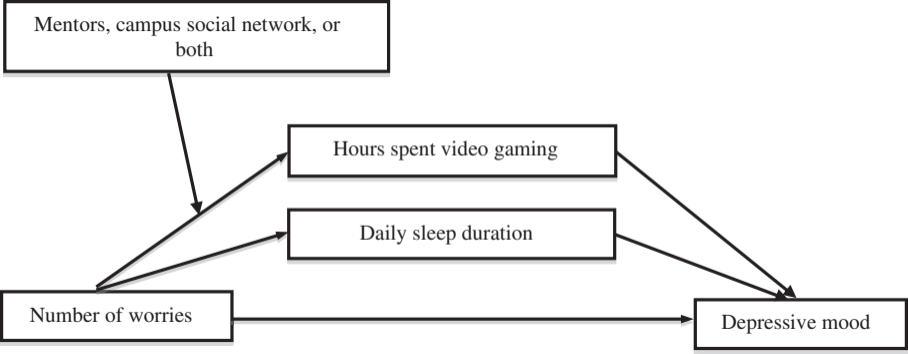 Mentors, campus social network, or
both
Hours spent video gaming
Daily sleep duration
Number of worries
Depressive mood